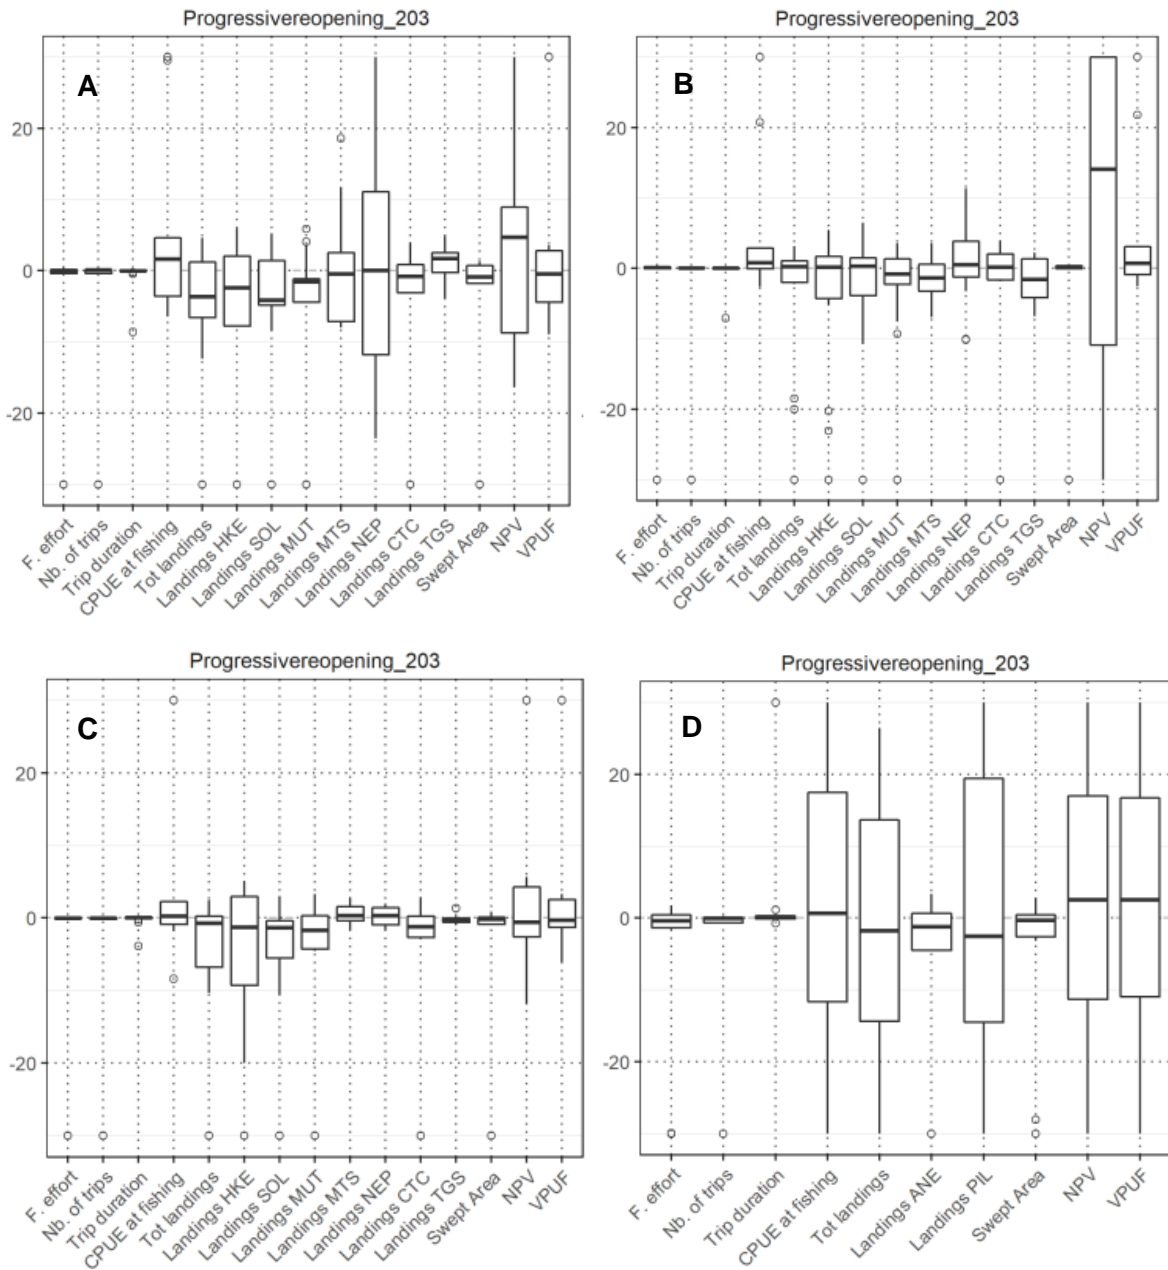 Progressivereopening_203
A
20
0
-20
F. effort
Nb. of trips
Trip duration
CPUE at fishing
Tot landings
Landings HKE
Landings SOL
Landings MUT
Landings MTS
Landings NEP
Landings CTC
Landings TGS
Swept Area
NPV
VPUF
Progressivereopening_203
B
20
0
-20
F. effort
Nb. of trips
Trip duration
CPUE at fishing
Tot landings
Landings HKE
Landings SOL
Landings MUT
Landings MTS
Landings NEP
Landings CTC
Landings TGS
Swept Area
NPV
VPUF
Progressivereopening_203
C
20
0
-20
F. effort
Nb. of trips
Trip duration
CPUE at fishing
Tot landings
Landings HKE
Landings SOL
Landings MUT
Landings MTS
Landings NEP
Landings CTC
Landings TGS
Swept Area
NPV
VPUF
Progressivereopening_203
D
20
0
-20
F. effort
Nb. of trips
Trip duration
CPUE at fishing
Tot landings
Landings ANE
Landings PIL
Swept Area
NPV
VPUF